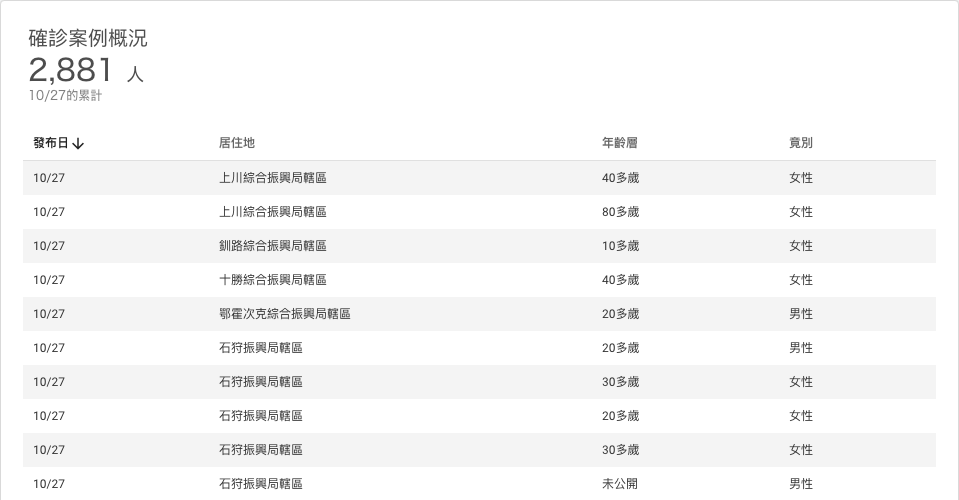 確診案例概況
2,881 人
10/27的累計
發布日↓ 居住地 年齡層 竟別
10/27 上川綜合振興局轄區 40多歲 女性
10/27 上川綜合振興局轄區 80多歲 女性
10/27 釧路綜合振興局轄區 10多歲 女性
10/27 十勝綜合振興局轄區 40多歲 女性
10/27 鄂霍次克綜合振興局轄區 20多歲 男性
10/27 石狩振興局轄區 20多歲 男性
10/27 石狩振興局轄區 30多歲 女性
10/27 石狩振興局轄區 20多歲 女性
10/27 石狩振興局轄區 30多歲 女性
10/27 石狩振興局轄區 未公開 男性